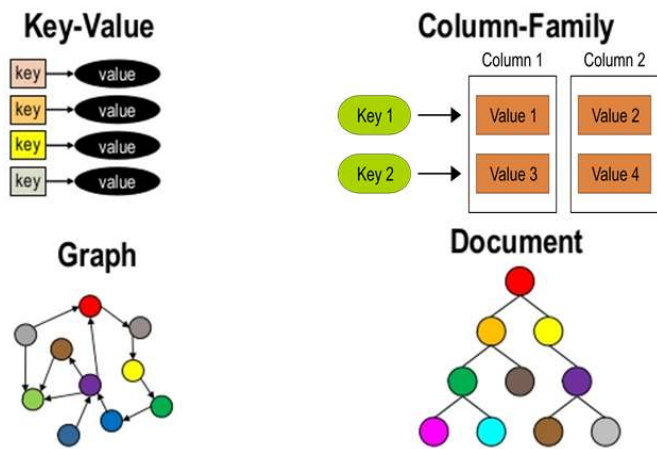 Key-Value
key value
key value
key value
key value
Column-Family
Column 1 Column 2
Key 1 Value 1 Value 2
Key 2 Value 3 Value 4
Graph
Document